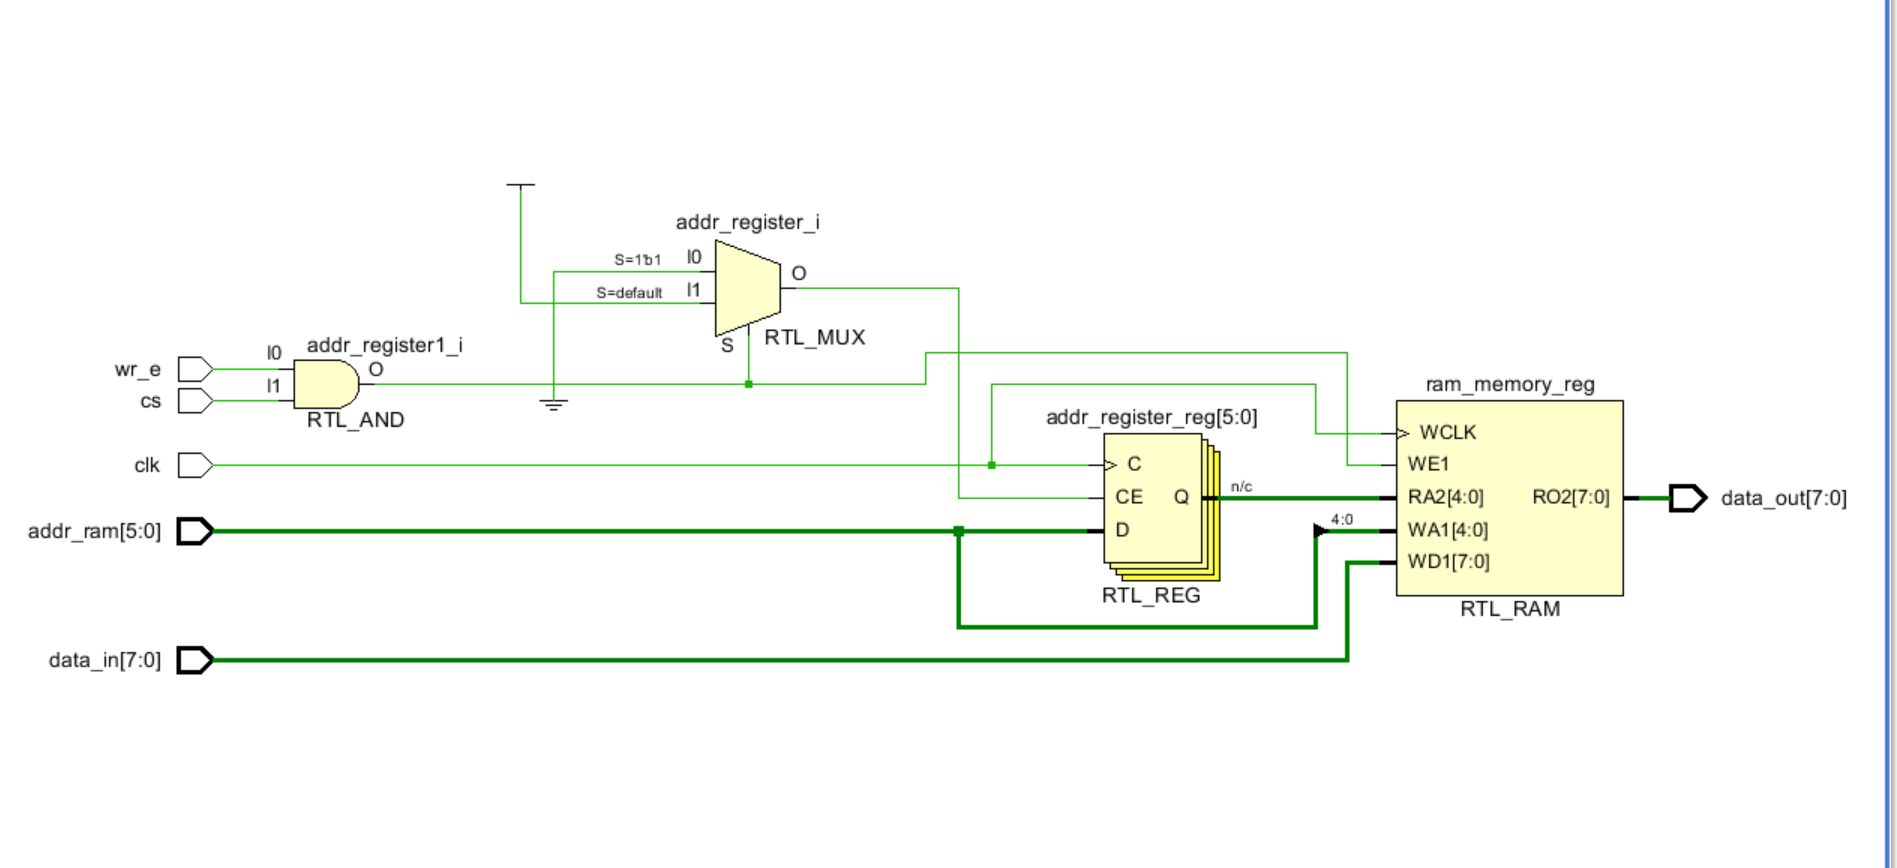 addr_register_i
S=1'b1
I0
O
S=default
I1
S
RTL_MUX
addr_register1_i
I0
O
wr_e
I1
cs
RTL_AND
ram_memory_reg
addr_register_reg[5:0]
WCLK
clk
C
WE1
CE
Q
n/c
RA2[4:0]
RO2[7:0]
data_out[7:0]
addr_ram[5:0]
D
4:0
WA1[4:0]
WD1[7:0]
RTL_REG
RTL_RAM
data_in[7:0]